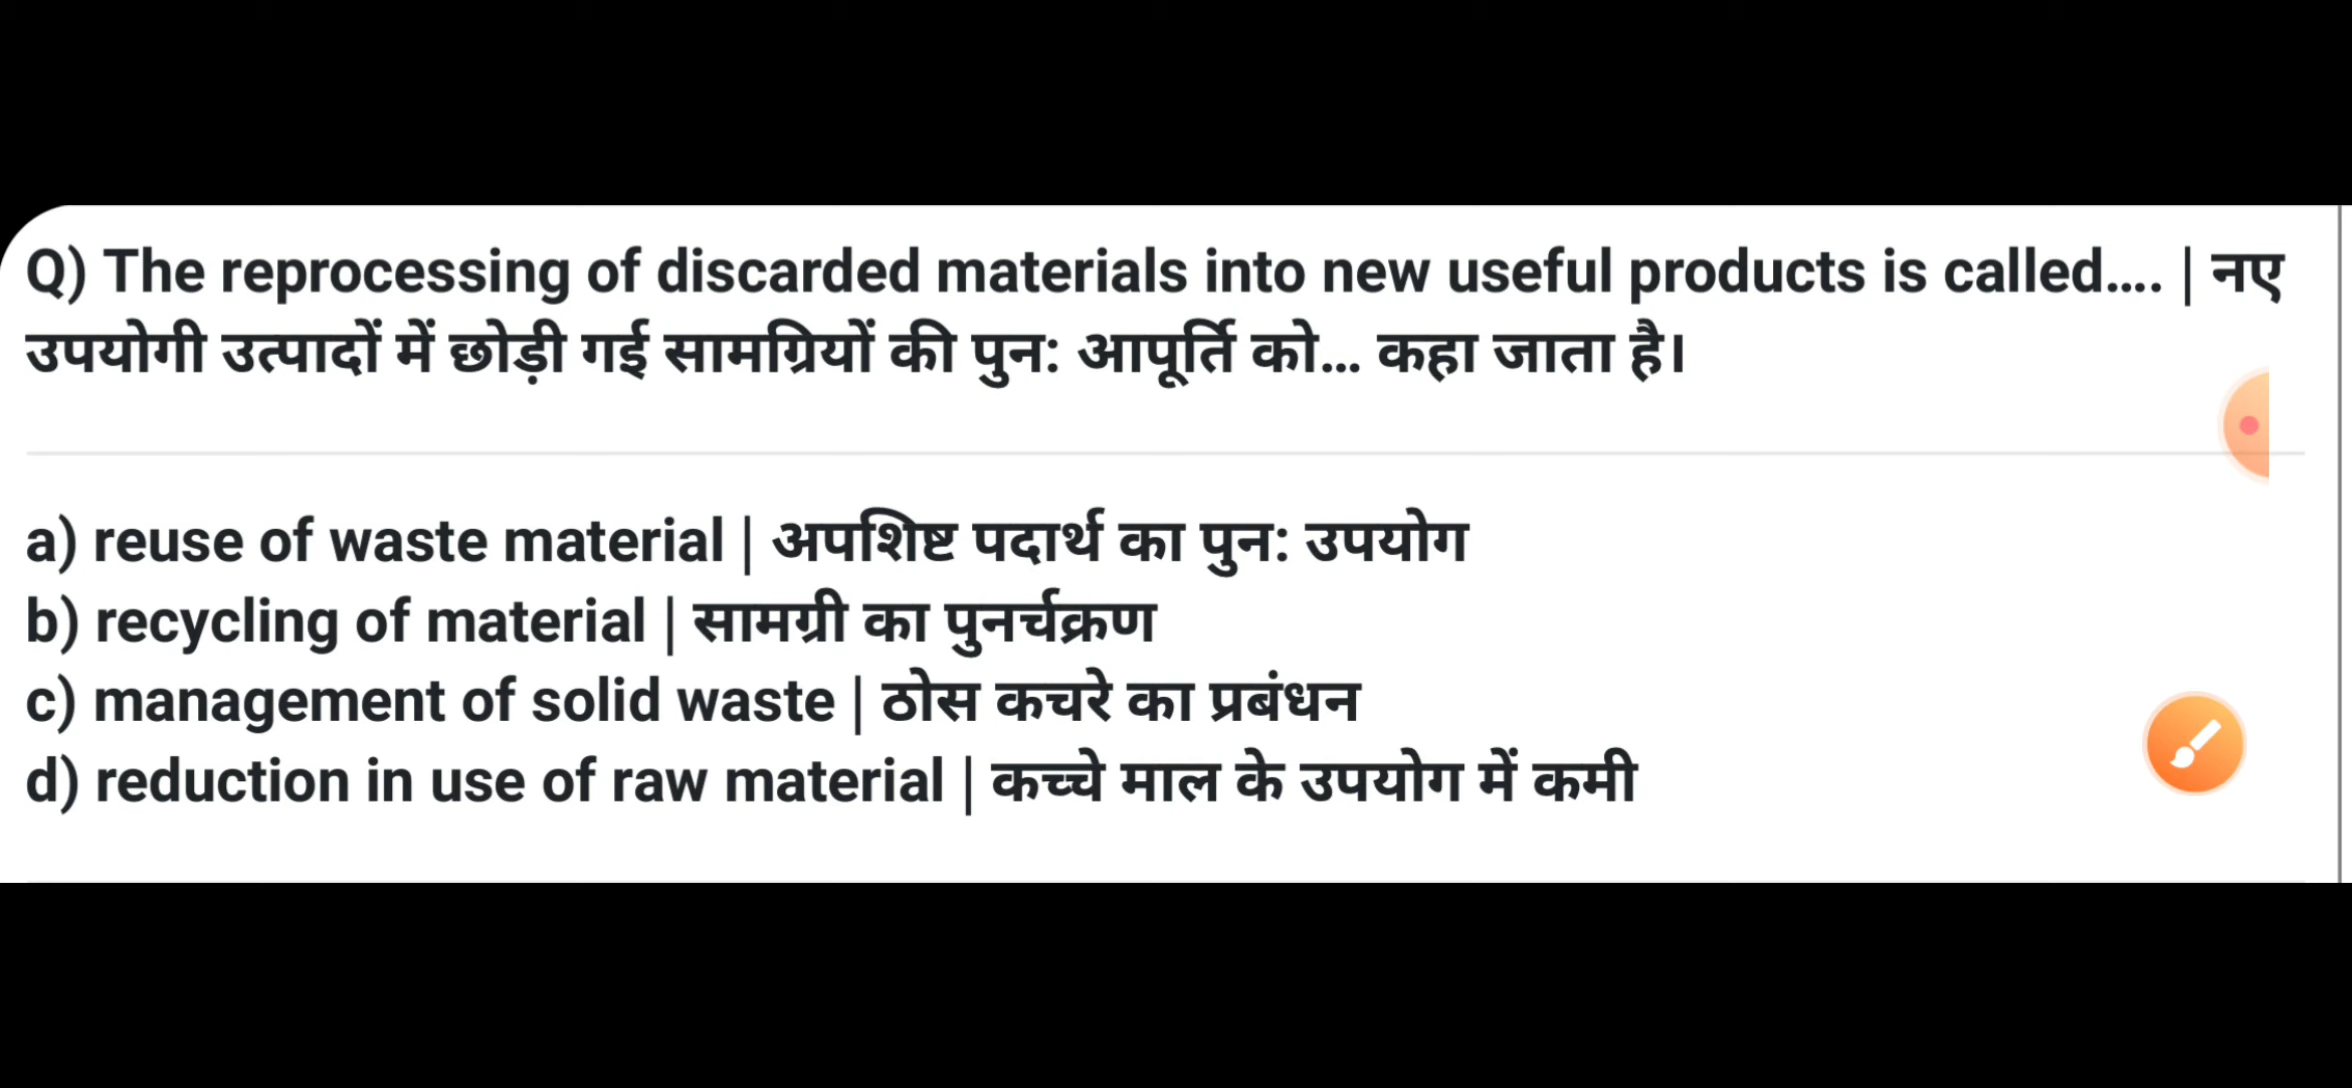 Q) The reprocessing of discarded materials into new useful products is called.... | नए
उपयोगी उत्पादों में छोड़ी गई सामग्रियों की पुन: आपूर्ति को... कहा जाता है।
a) reuse of waste material | अपशिष्ट पदार्थ का पुन: उपयोग
b) recycling of material | सामग्री का पुनर्चक्रण
c) management of solid waste | ठोस कचरे का प्रबंधन
d) reduction in use of raw material | कच्चे माल के उपयोग में कमी